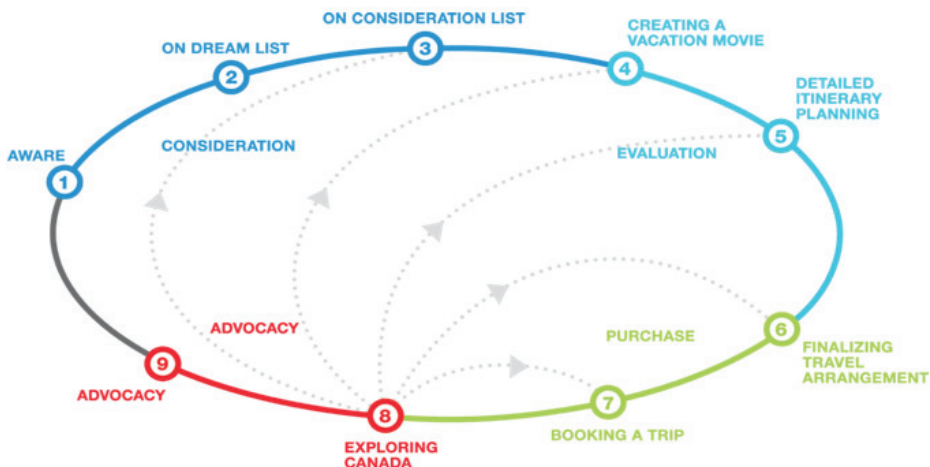 ON CONSIDERATION LIST
3
ON DREAM LIST
2
CREATING A
VACATION MOVIE
4
DETAILED
ITINERARY
PLANNING
5
CONSIDERATION
EVALUATION
AWARE
1
ADVOCACY
PURCHASE
6
FINALIZING
TRAVEL
ARRANGEMENT
9
ADVOCACY
7
BOOKING A TRIP
8
EXPLORING
CANADA